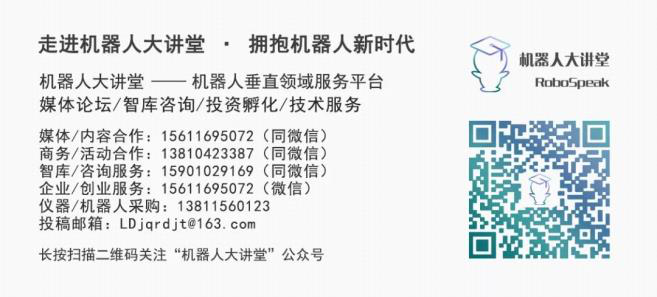 走进机器人大讲堂 · 拥抱机器人新时代
机器人大讲堂 —— 机器人垂直领域服务平台
媒体论坛/智库咨询/投资孵化/技术服务
媒体/内容合作：15611695072（同微信）
商务/活动合作：13810423387（同微信）
智库/咨询服务：15901029169（同微信）
企业/创业服务：15611695072（微信）
仪器/机器人采购：13811560123
投稿邮箱：LDjqrdjt@163.com
长按扫描二维码关注“机器人大讲堂”公众号
机器人大讲堂
RoboSpeak